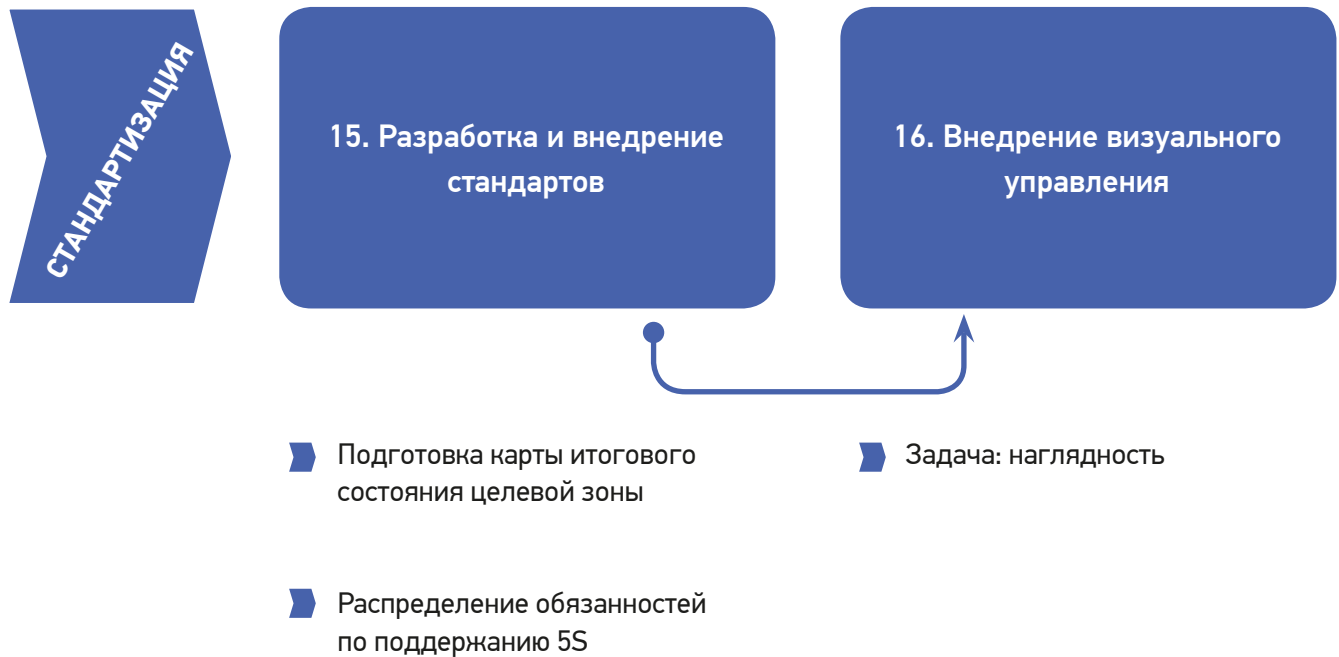 СТАНДАРТИЗАЦИЯ
15. Разработка и внедрение
стандартов
16. Внедрение визуального
управления
Подготовка карты итогового
состояния целевой зоны
Распределение обязанностей
по поддержанию 5S
Задача: наглядность